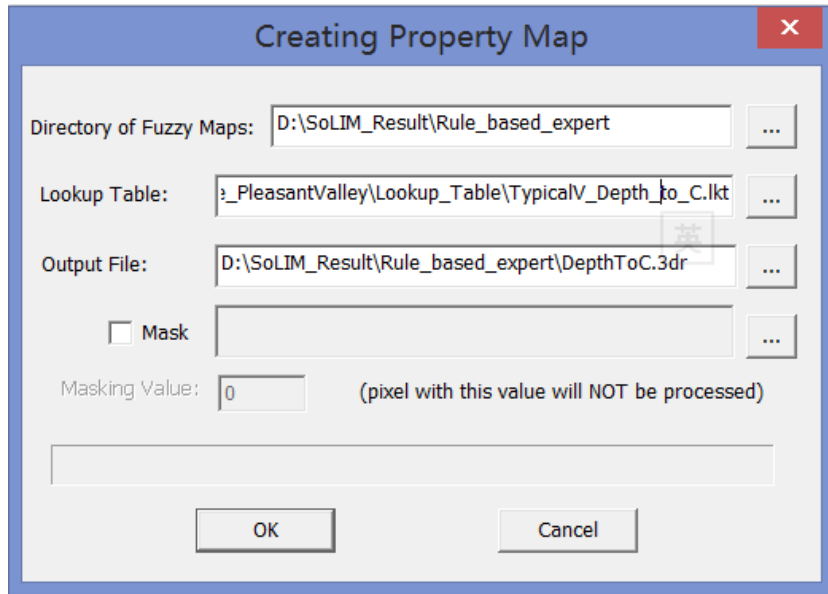 Creating Property Map
Directory of Fuzzy Maps: D:\SoLIM_Result\Rule_based_expert ...
Lookup Table: e_PleasantValley\Lookup_Table\TypicalV_Depth_to_C.lkt ...
英
Output File: D:\SoLIM_Result\Rule_based_expert\DepthToC.3dr ...
Mask ...
Masking Value: 0 (pixel with this value will NOT be processed)
OK Cancel